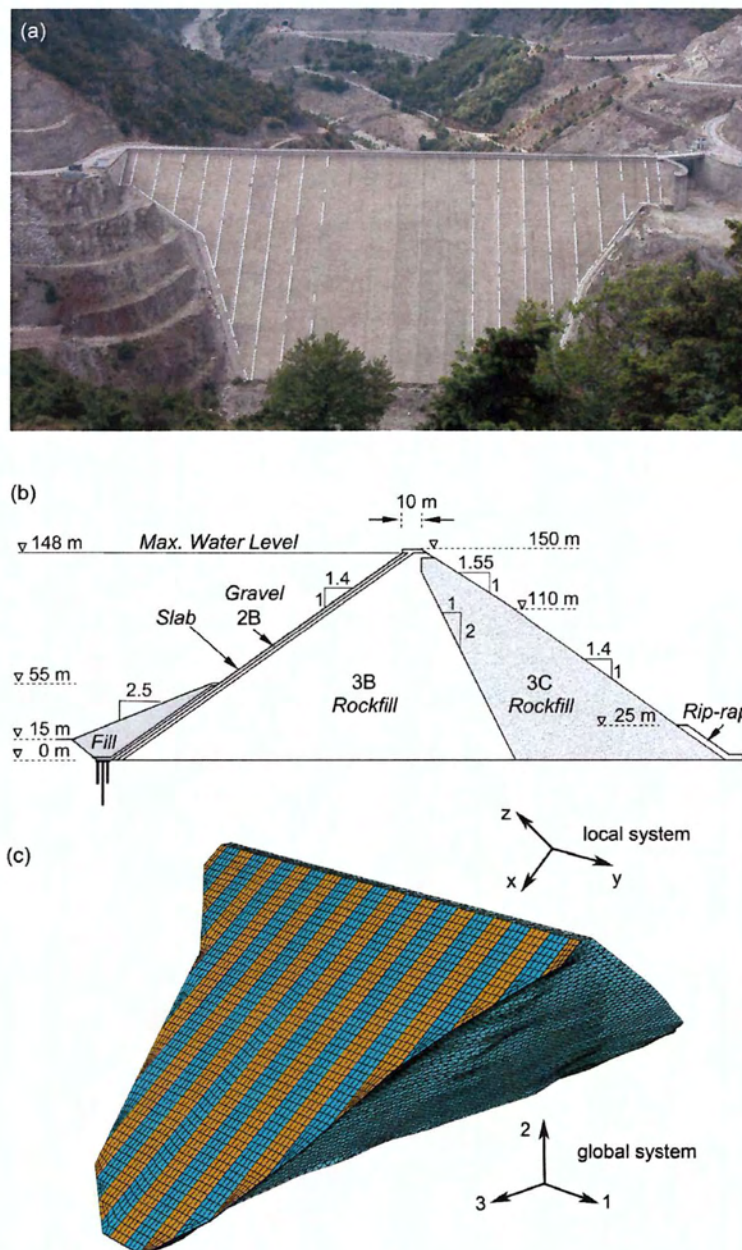 (a)
(b)
10 m
148 m Max. Water Level 150 m
1.55
1
1.4
1
Gravel
2B
Slab
110 m
1
2
1.4
1
55 m
2.5
3B
Rockfill
3C
Rockfill
25 m
Rip-rap
15 m
Fill
0 m
(c)
z
local system
x
y
2
global system
3
1